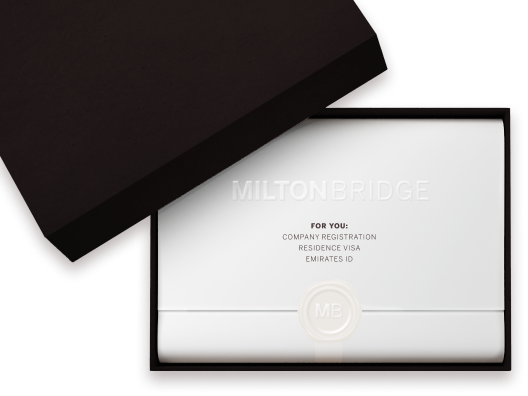 MILTONBRIDGE
FOR YOU:
COMPANY REGISTRATION
RESIDENCE VISA
EMIRATES ID
MB